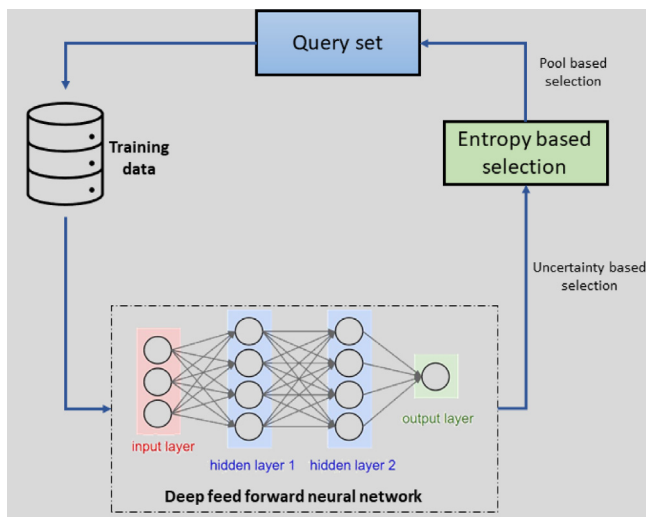 Query set
Pool based
selection
Training
data
Entropy based
selection
Uncertainty based
selection
input layer
hidden layer 1
hidden layer 2
output layer
Deep feed forward neural network